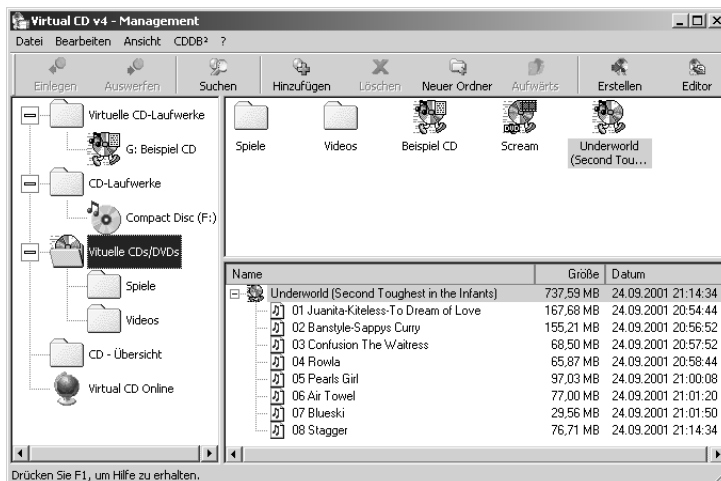 Virtual CD v4 - Management
Datei Bearbeiten Ansicht CDDB² ?
Einlegen Auswerfen Suchen Hinzufügen Löschen Neuer Ordner Aufwärts Erstellen Editor
Virtuelle CD-Laufwerke
G: Beispiel CD
CD-Laufwerke
Compact Disc (F:)
Vituelle CDs/DVDs
Spiele
Videos
CD - Übersicht
Virtual CD Online
Spiele Videos Beispiel CD Scream Underworld
(Second Tou...
DVD
Name Größe Datum
Underworld (Second Toughest in the Infants) 737,59 MB 24.09.2001 21:14:34
01 Juanita-Kiteless-To Dream of Love 167,68 MB 24.09.2001 20:54:44
02 Banstyle-Sappys Curry 155,21 MB 24.09.2001 20:56:52
03 Confusion The Waitress 68,50 MB 24.09.2001 20:57:52
04 Rowla 65,87 MB 24.09.2001 20:58:44
05 Pearls Girl 97,03 MB 24.09.2001 21:00:08
06 Air Towel 77,00 MB 24.09.2001 21:01:20
07 Blueski 29,56 MB 24.09.2001 21:01:50
08 Stagger 76,71 MB 24.09.2001 21:14:34
Drücken Sie F1, um Hilfe zu erhalten.